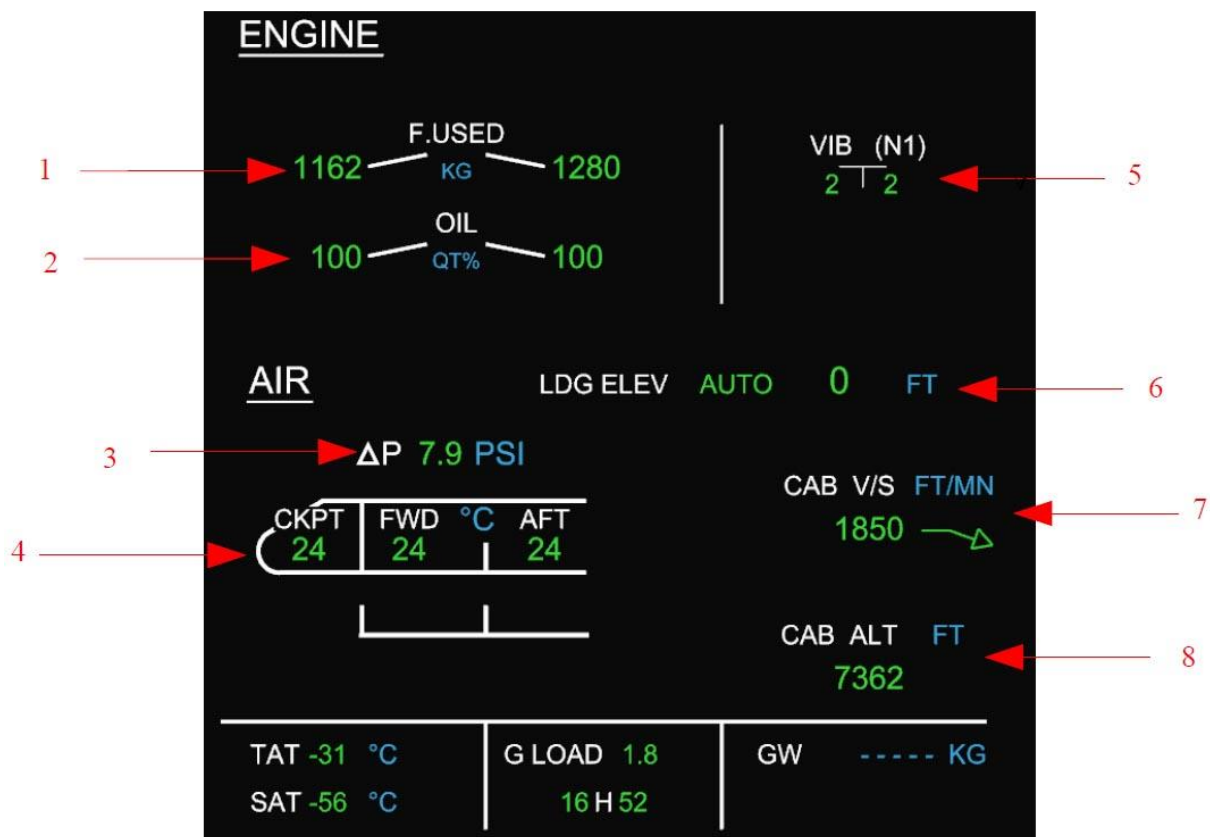 ENGINE
F.USED
1 1162 KG 1280
VIB (N1)
2 2 5
OIL
2 100 QT% 100
AIR
LDG ELEV AUTO 0 FT 6
3 ΔP 7.9 PSI
CKPT FWD °C AFT
4 24 24 24
CAB V/S FT/MN
1850 7
CAB ALT FT
7362 8
TAT -31 °C
SAT -56 °C
G LOAD 1.8
16 H 52
GW - - - - - KG